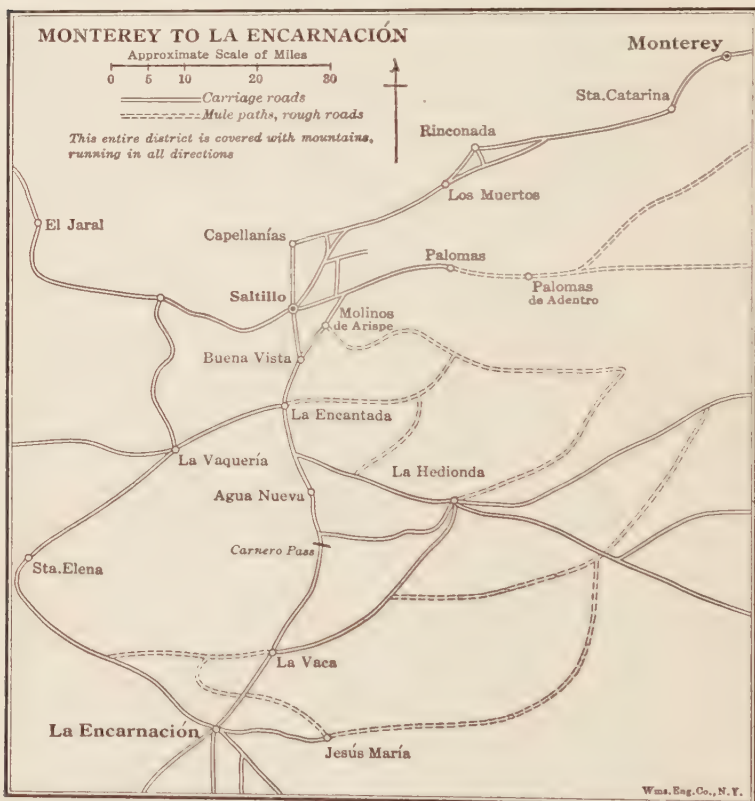 MONTEREY TO LA ENCARNACIÓN
Approximate Scale of Miles
0 5 10 20 30
Carriage roads
Mule paths, rough roads
This entire district is covered with mountains,
running in all directions
Monterey
Sta. Catarina
Rinconada
Los Muertos
El Jaral
Capellanías
Palomas
Saltillo
Palomas
de Adentro
Molinos
de Arispe
Buena Vista
La Encantada
La Vaquería
La Hedionda
Agua Nueva
Carnero Pass
Sta. Elena
La Vaca
La Encarnación
Jesús María
Wms. Eng. Co., N. Y.